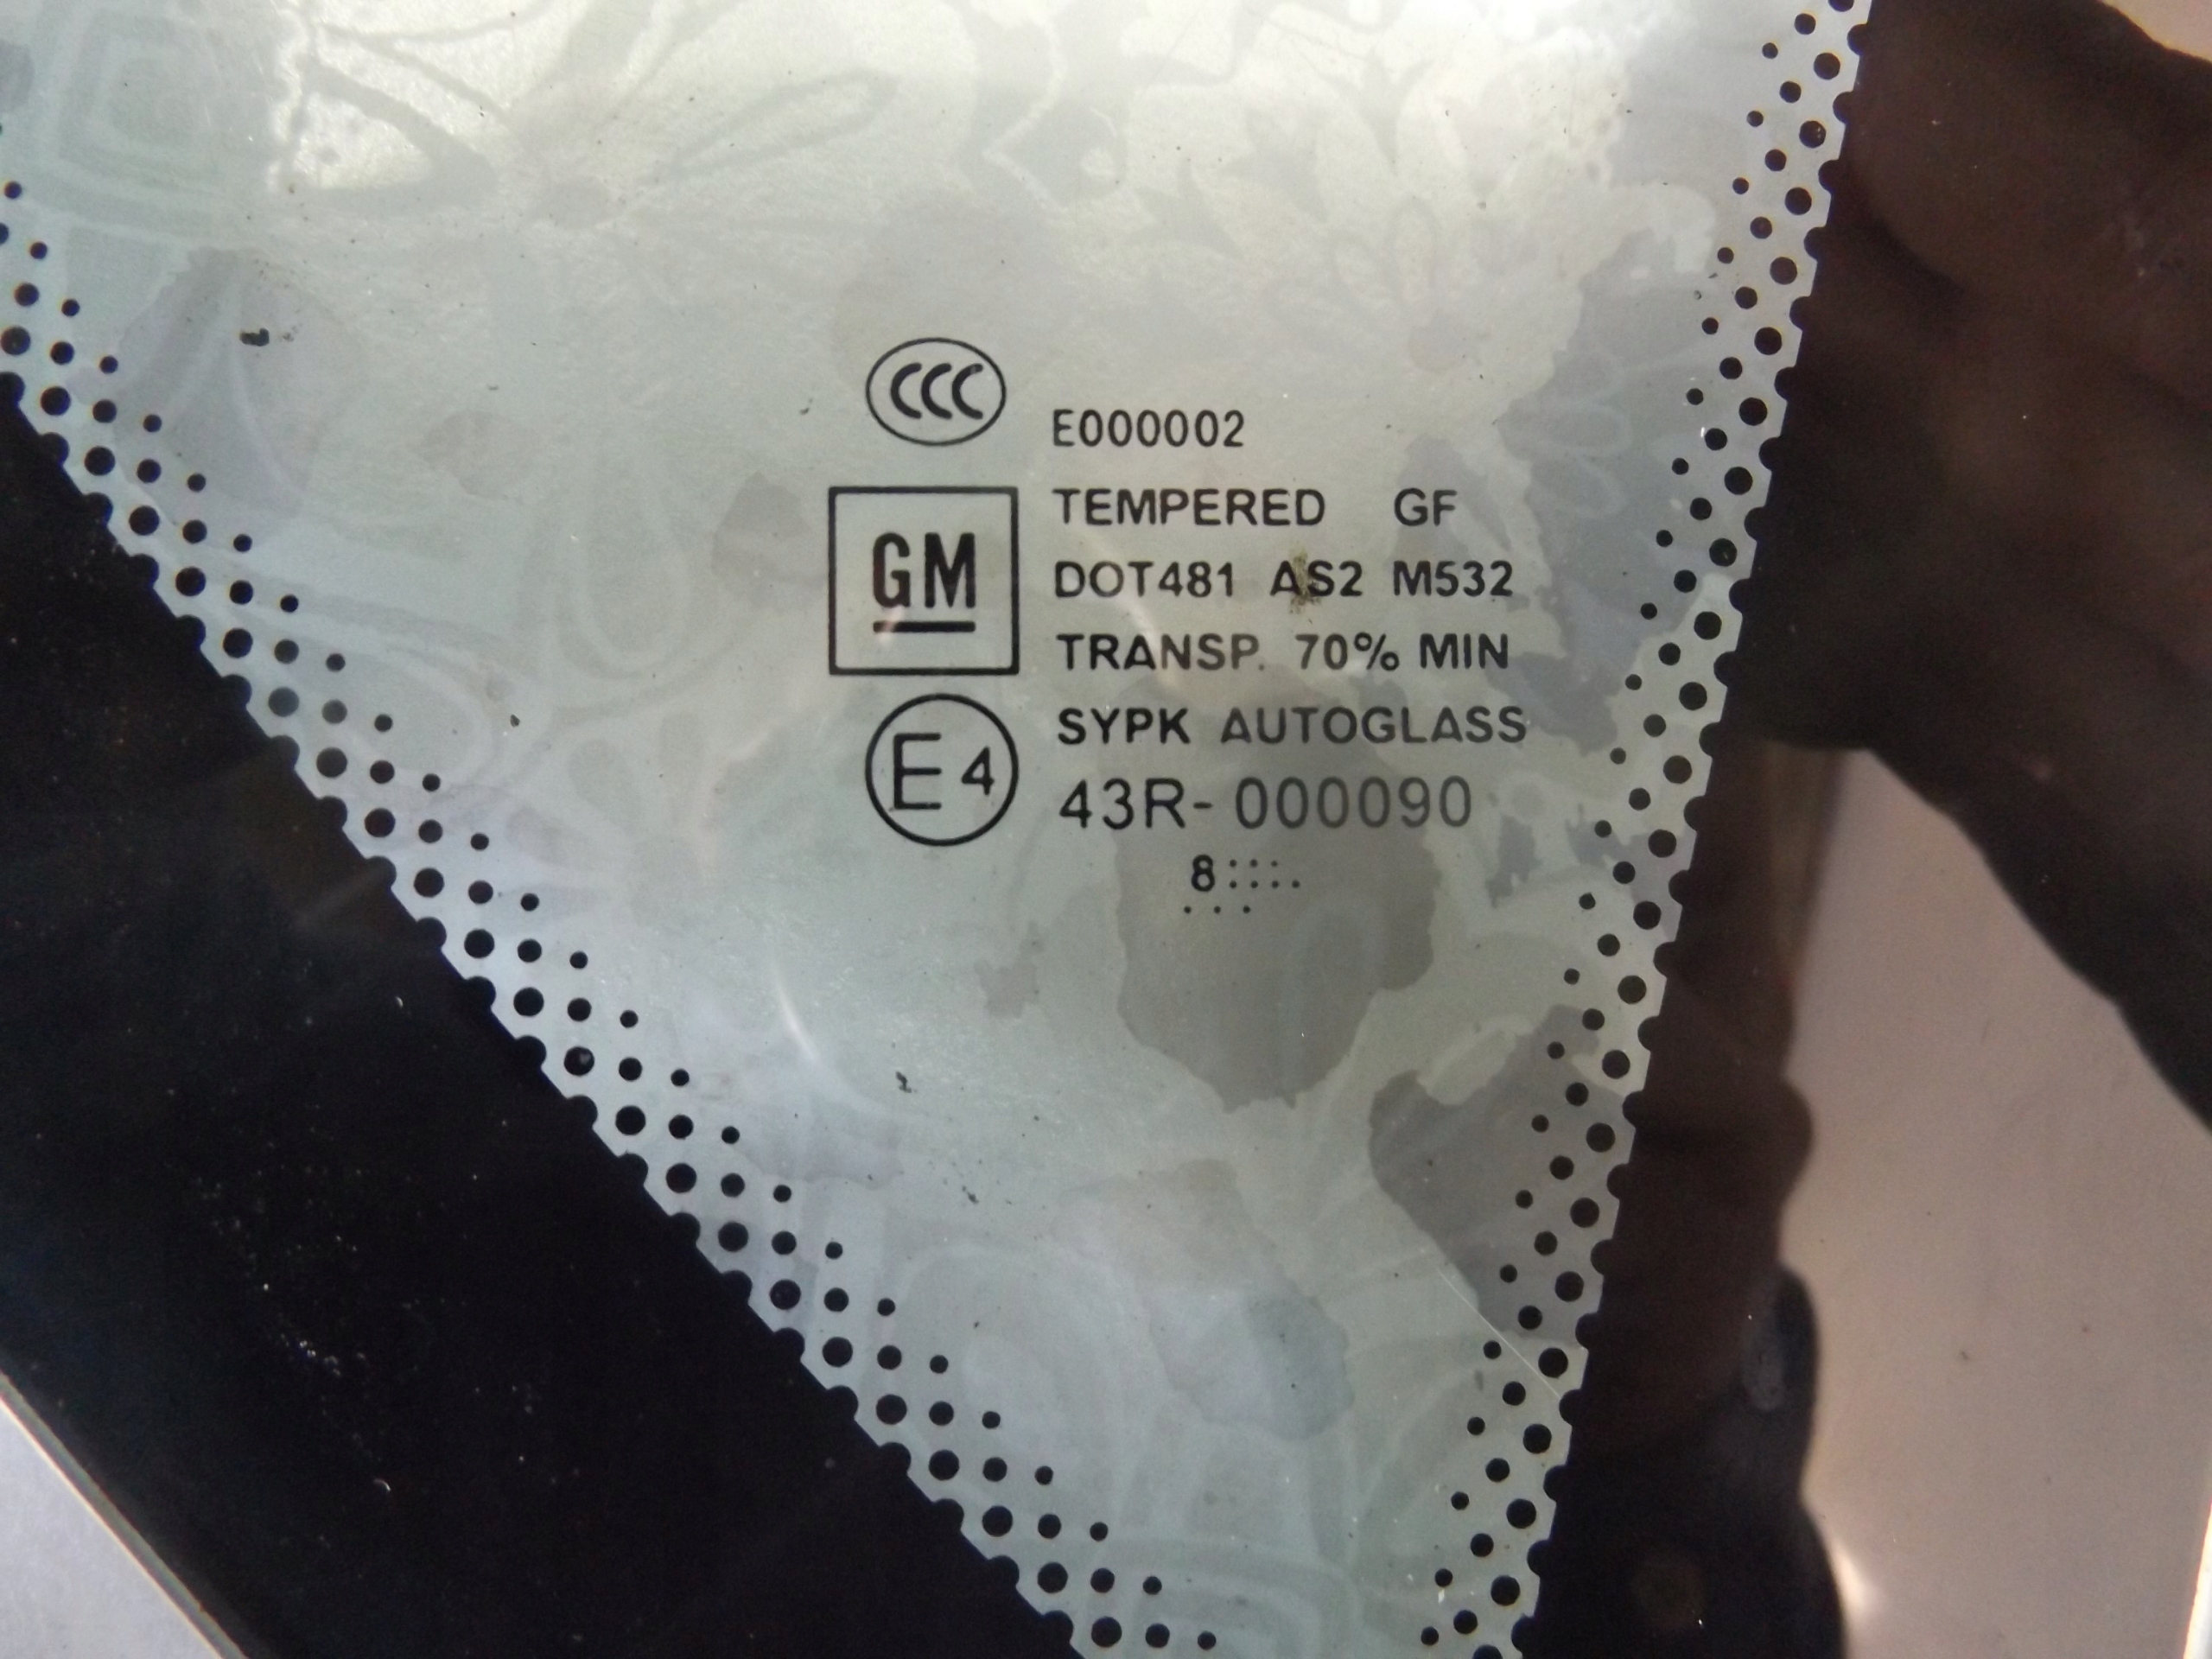 CCC E000002
TEMPERED GF
GM DOT481 AS2 M532
TRANSP. 70% MIN
SYPK AUTOGLASS
E4 43R-000090
8